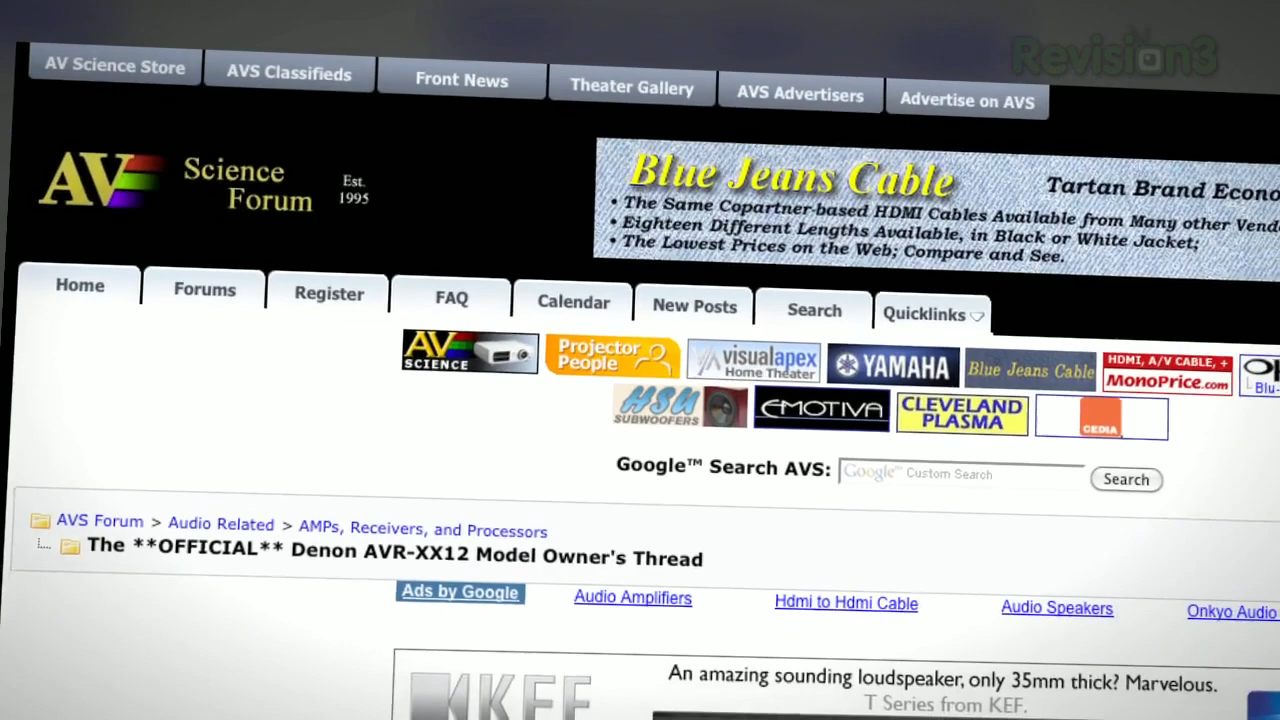 Revision3
AV Science Store
AVS Classifieds
Front News
Theater Gallery
AVS Advertisers
Advertise on AVS
AV Science Forum Est. 1995
Blue Jeans Cable
Tartan Brand
• The Same Copartner-based HDMI Cables Available from Many other
• Eighteen Different Lengths Available, in Black or White Jacket;
• The Lowest Prices on the Web; Compare and See.
Home
Forums
Register
FAQ
Calendar
New Posts
Search
Quicklinks
AV SCIENCE
Projector People
visualapex Home Theater
YAMAHA
Blue Jeans Cable
HDMI, A/V CABLE, +
MONOPRICE.com
Blu-
HSU SUBWOOFERS
EMOTIVA
CLEVELAND PLASMA
CEDIA
Google™ Search AVS:
Google™ Custom Search
Search
AVS Forum > Audio Related > AMPs, Receivers, and Processors
The **OFFICIAL** Denon AVR-XX12 Model Owner's Thread
Ads by Google
Audio Amplifiers
Hdmi to Hdmi Cable
Audio Speakers
Onkyo Audio
KEF
An amazing sounding loudspeaker, only 35mm thick? Marvelous.
T Series from KEF.